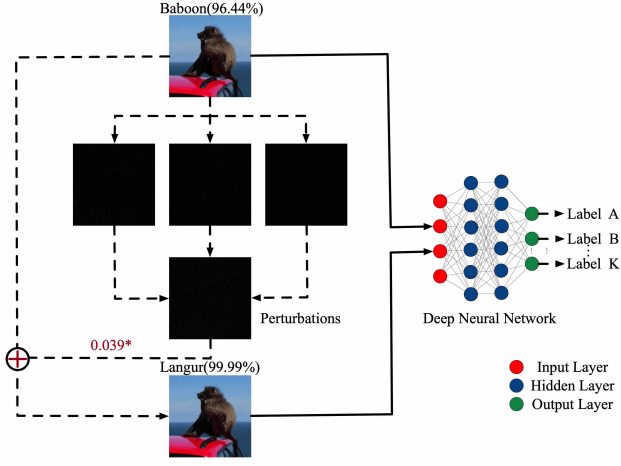 Baboon(96.44%)
Label A
Label B
Label K
Perturbations
Deep Neural Network
0.039*
Langur(99.99%)
Input Layer
Hidden Layer
Output Layer